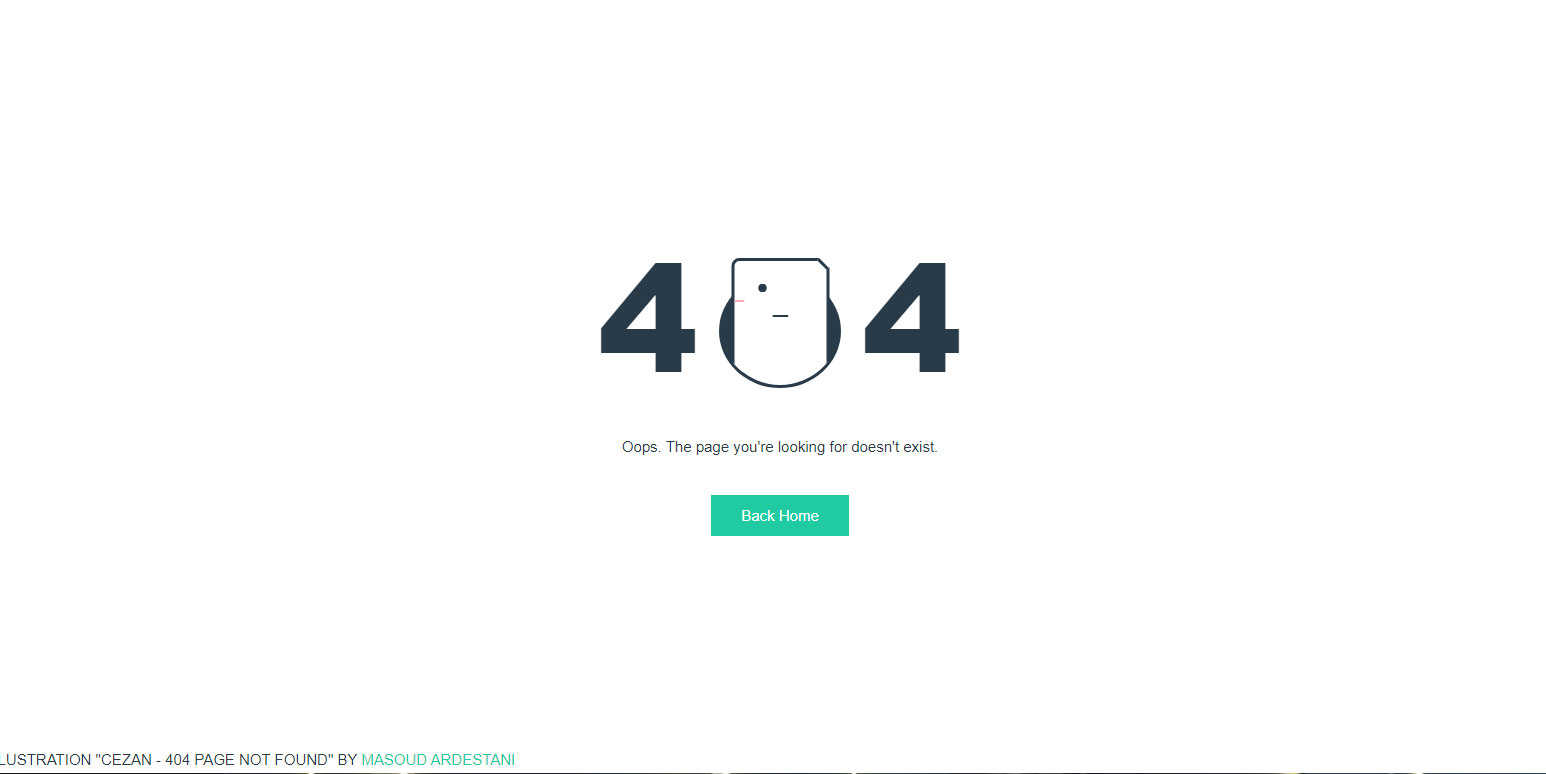 404
Oops. The page you're looking for doesn't exist.
Back Home
LUSTRATION "CEZAN - 404 PAGE NOT FOUND" BY MASOUD ARDESTANI